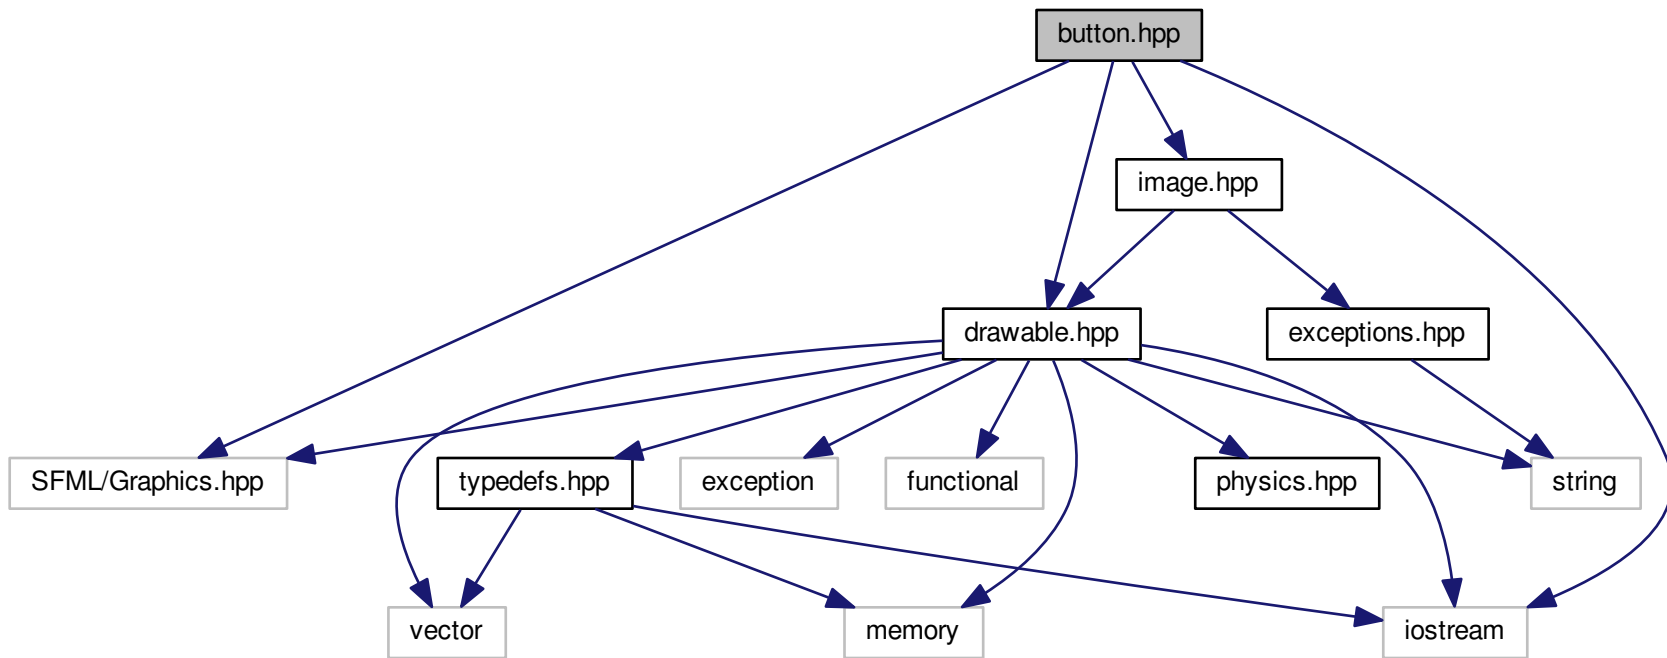 button.hpp
image.hpp
drawable.hpp
exceptions.hpp
SFML/Graphics.hpp
typedefs.hpp
exception
functional
physics.hpp
string
vector
memory
iostream